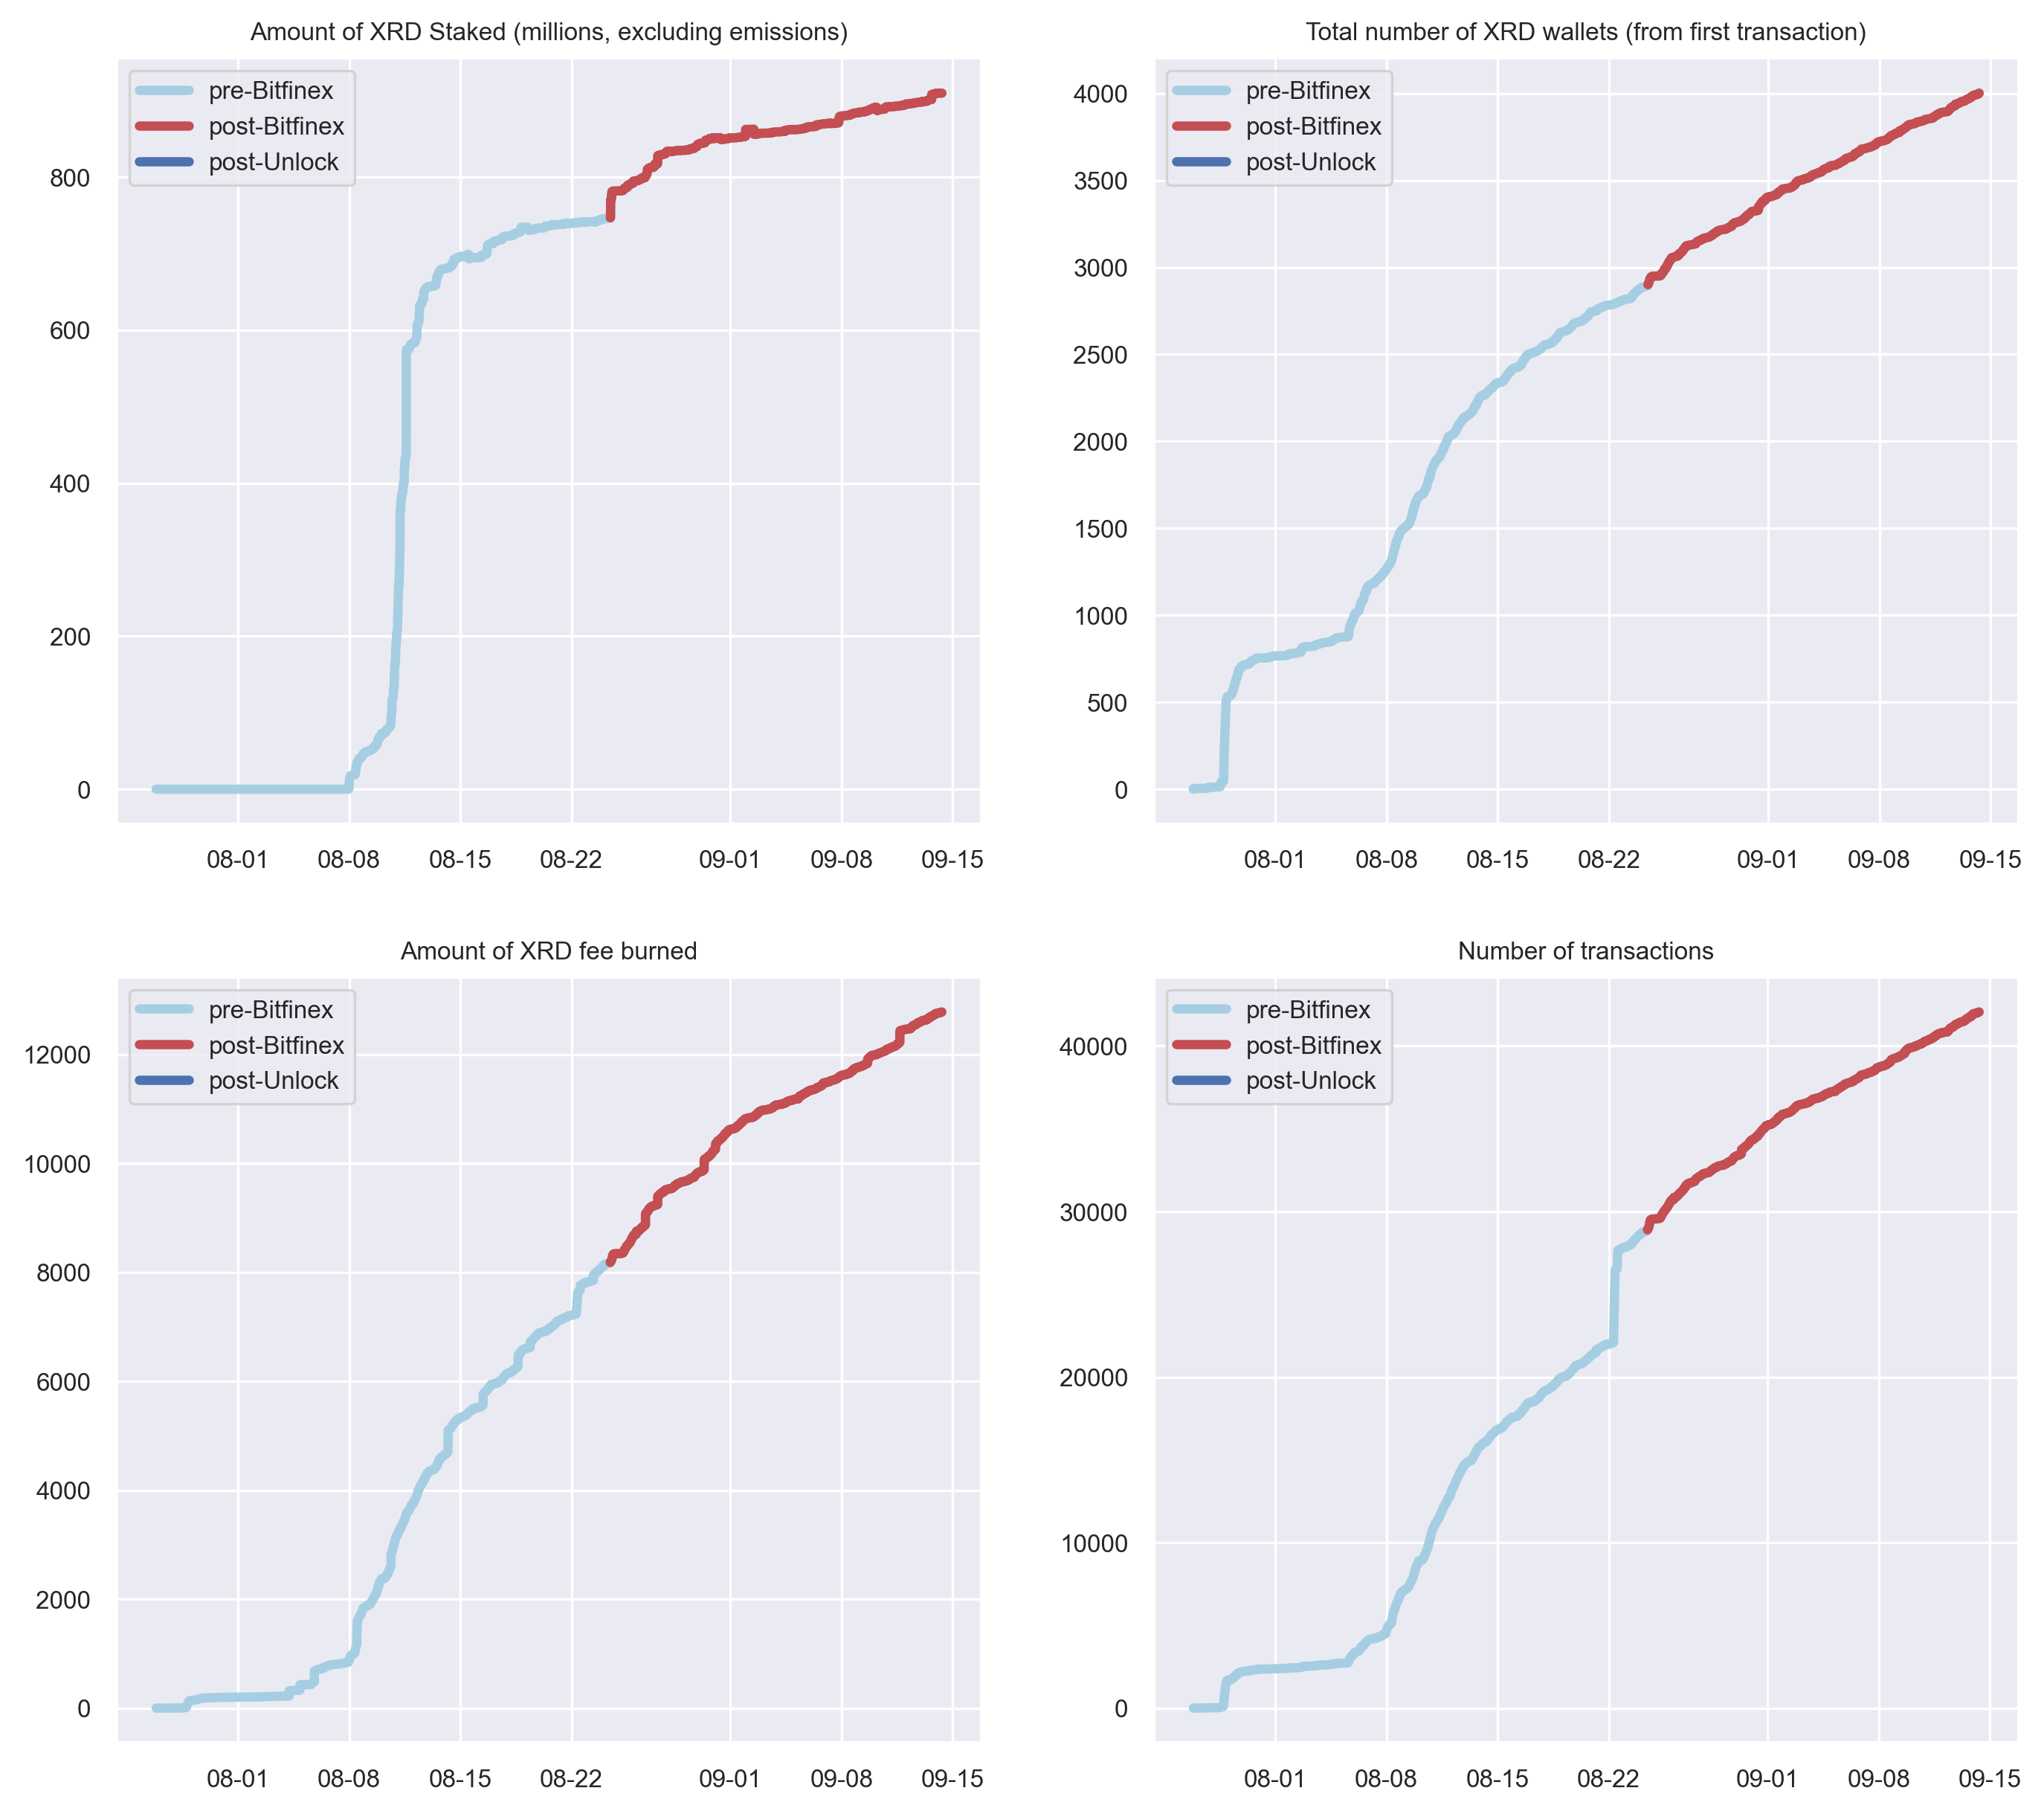 Amount of XRD Staked (millions, excluding emissions)
pre-Bitfinex
post-Bitfinex
post-Unlock
800
600
400
200
0
08-01 08-08 08-15 08-22 09-01 09-08 09-15
Total number of XRD wallets (from first transaction)
pre-Bitfinex
post-Bitfinex
post-Unlock
4000
3500
3000
2500
2000
1500
1000
500
0
08-01 08-08 08-15 08-22 09-01 09-08 09-15
Amount of XRD fee burned
pre-Bitfinex
post-Bitfinex
post-Unlock
12000
10000
8000
6000
4000
2000
0
08-01 08-08 08-15 08-22 09-01 09-08 09-15
Number of transactions
pre-Bitfinex
post-Bitfinex
post-Unlock
40000
30000
20000
10000
0
08-01 08-08 08-15 08-22 09-01 09-08 09-15